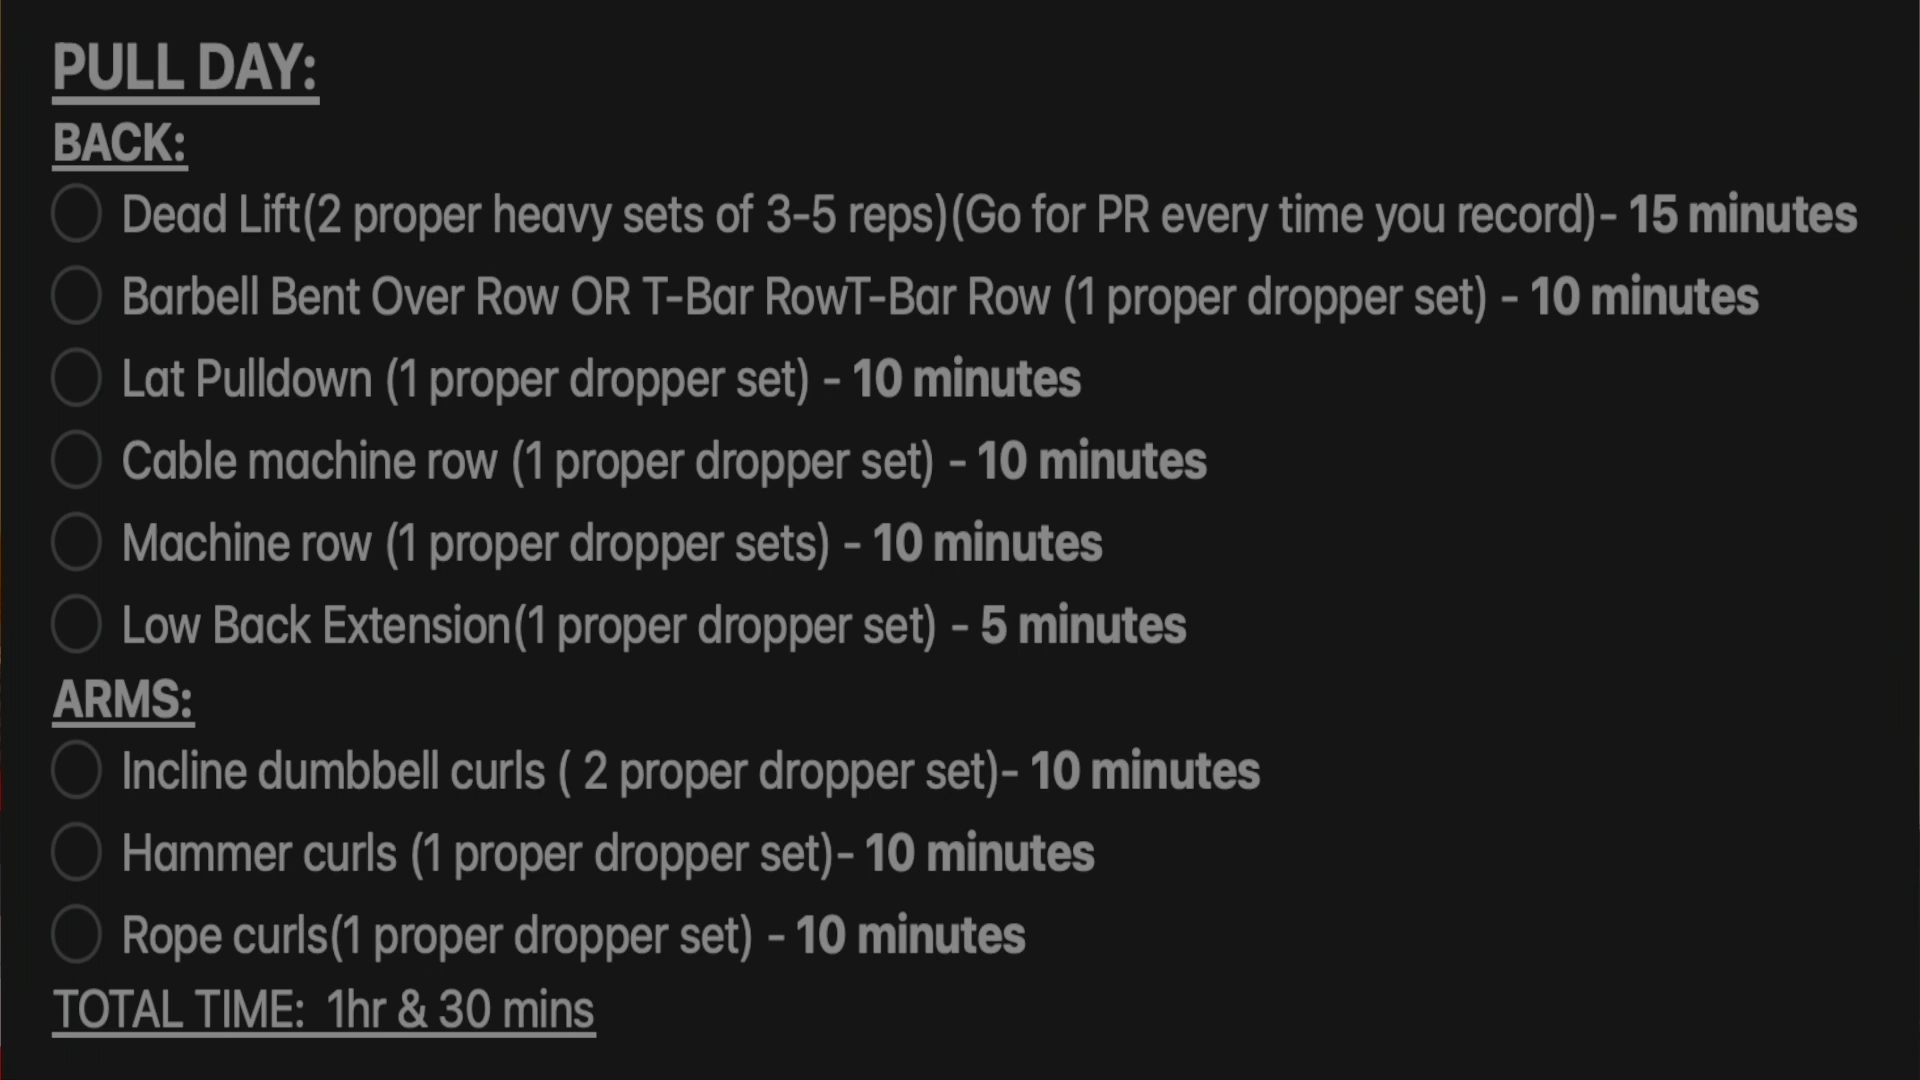 PULL DAY:
BACK:
Dead Lift(2 proper heavy sets of 3-5 reps)(Go for PR every time you record)- 15 minutes
Barbell Bent Over Row OR T-Bar RowT-Bar Row (1 proper dropper set) - 10 minutes
Lat Pulldown (1 proper dropper set) - 10 minutes
Cable machine row (1 proper dropper set) - 10 minutes
Machine row (1 proper dropper sets) - 10 minutes
Low Back Extension(1 proper dropper set) - 5 minutes
ARMS:
Incline dumbbell curls ( 2 proper dropper set)- 10 minutes
Hammer curls (1 proper dropper set)- 10 minutes
Rope curls(1 proper dropper set) - 10 minutes
TOTAL TIME:  1hr & 30 mins